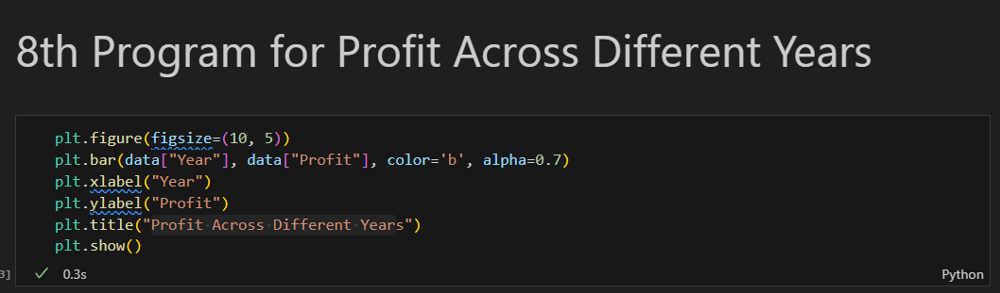 8th Program for Profit Across Different Years
plt.figure(figsize=(10, 5))
plt.bar(data["Year"], data["Profit"], color='b', alpha=0.7)
plt.xlabel("Year")
plt.ylabel("Profit")
plt.title("Profit Across Different Years")
plt.show()
3]
0.3s
Python